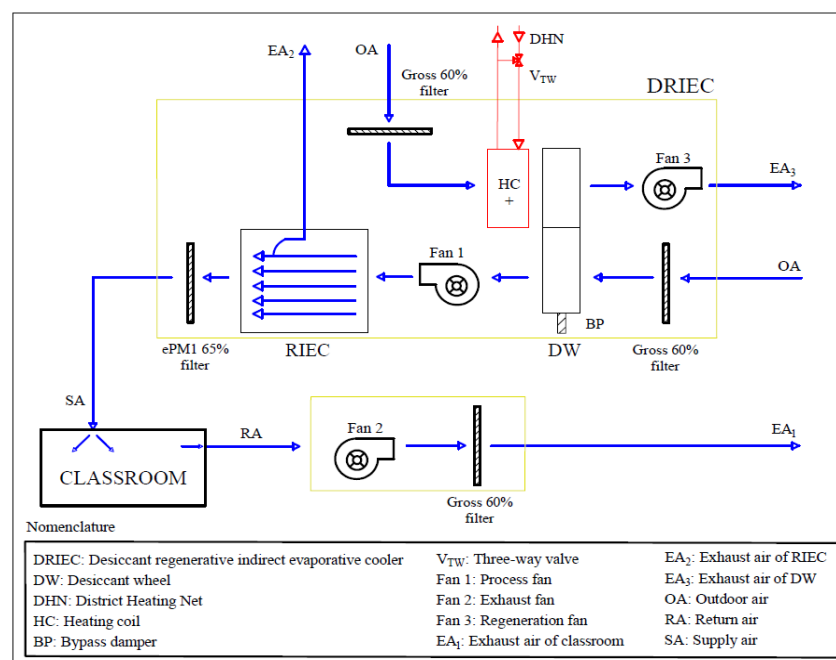 EA2
OA
DHN
Gross 60%
filter
VTW
DRIEC
HC
+
Fan 3
EA3
Fan 1
OA
BP
ePM1 65%
filter
RIEC
DW
Gross 60%
filter
SA
RA
Fan 2
EA1
CLASSROOM
Gross 60%
filter
Nomenclature
DRIEC: Desiccant regenerative indirect evaporative cooler
DW: Desiccant wheel
DHN: District Heating Net
HC: Heating coil
BP: Bypass damper
VTW: Three-way valve
Fan 1: Process fan
Fan 2: Exhaust fan
Fan 3: Regeneration fan
EA1: Exhaust air of classroom
EA2: Exhaust air of RIEC
EA3: Exhaust air of DW
OA: Outdoor air
RA: Return air
SA: Supply air